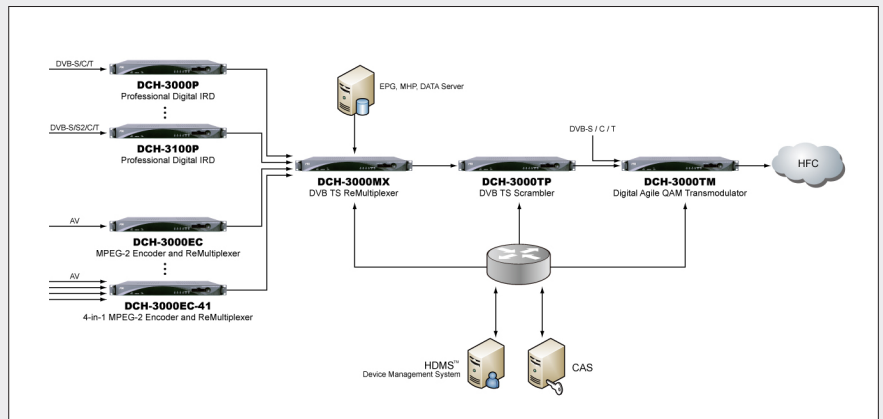 DVB-S/C/T
DCH-3000P
Professional Digital IRD
DVB-S/S2/C/T
DCH-3100P
Professional Digital IRD
AV
DCH-3000EC
MPEG-2 Encoder and ReMultiplexer
AV
DCH-3000EC-41
4-in-1 MPEG-2 Encoder and ReMultiplexer
EPG, MHP, DATA Server
DCH-3000MX
DVB TS ReMultiplexer
DCH-3000TP
DVB TS Scrambler
DVB-S / C / T
DCH-3000TM
Digital Agile QAM Transmodulator
HFC
HDMS™
Device Management System
CAS